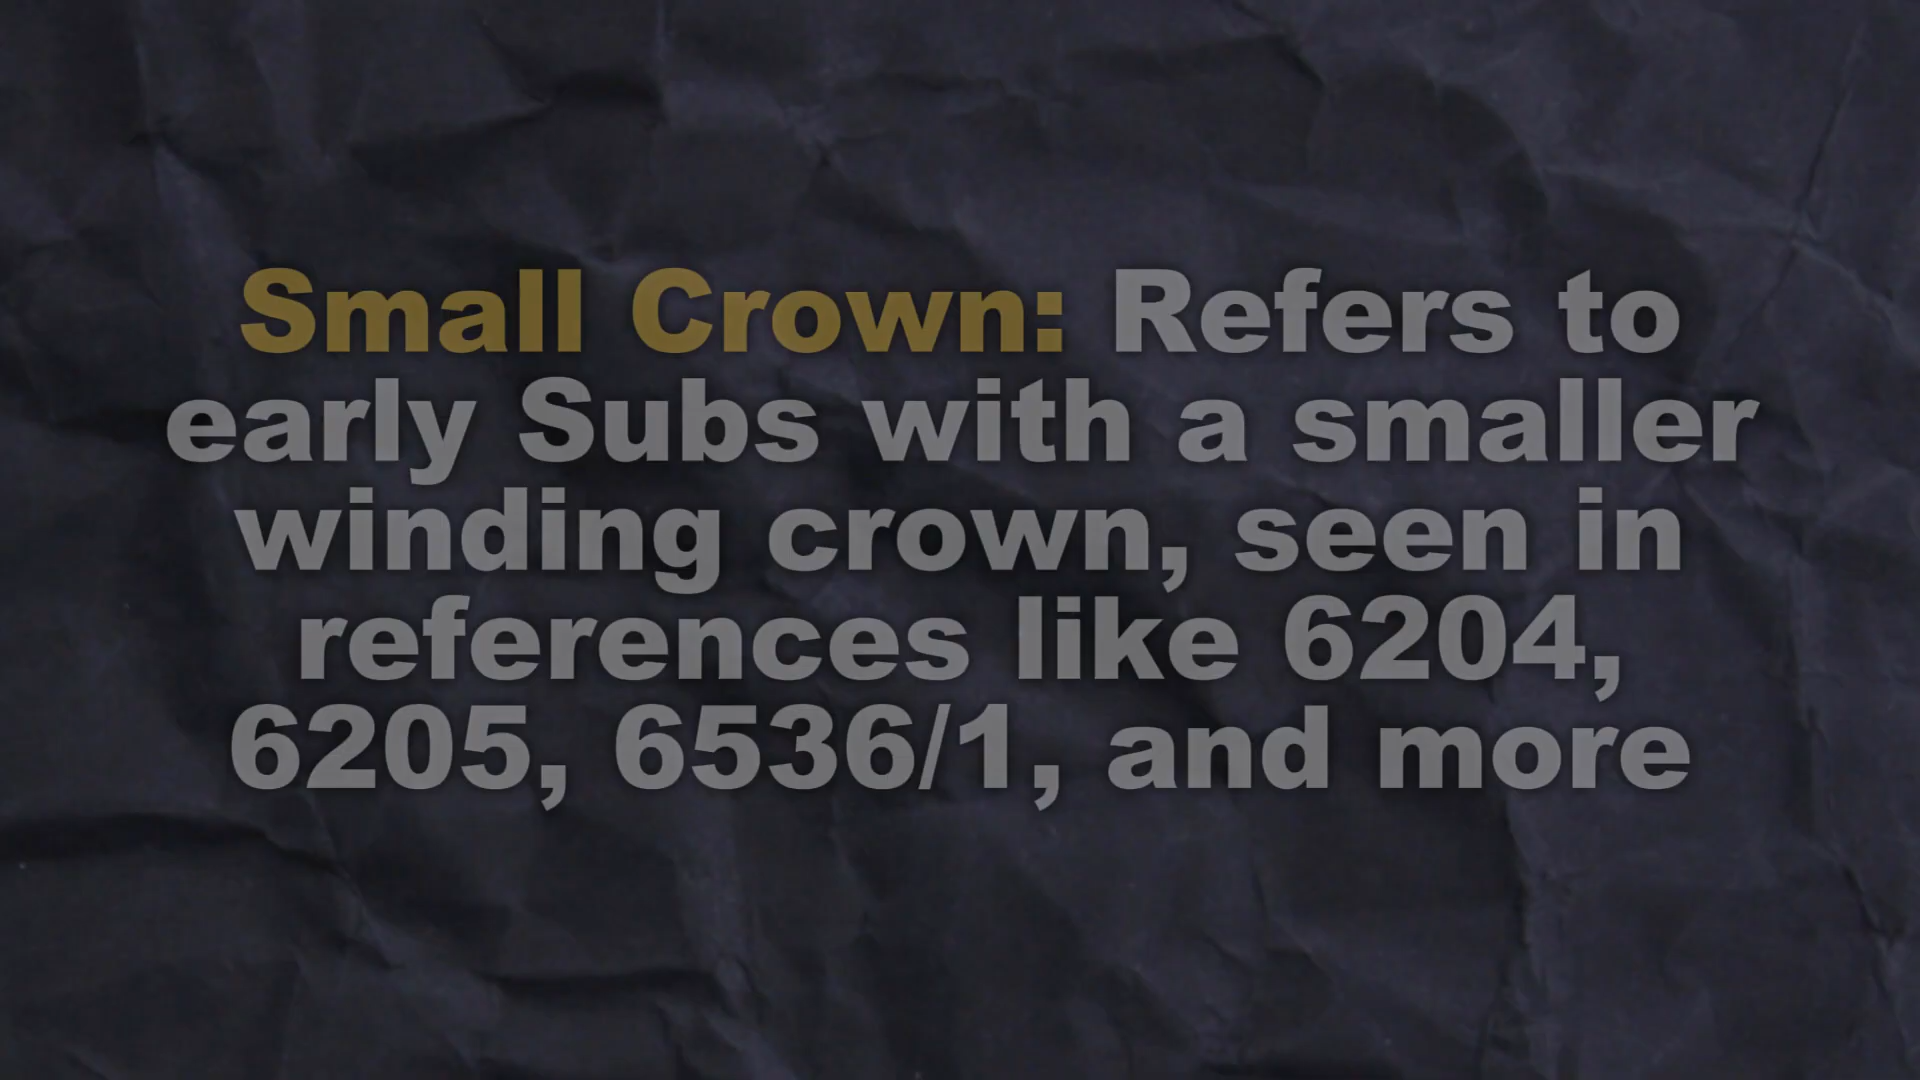 Small Crown: Refers to
early Subs with a smaller
winding crown, seen in
references like 6204,
6205, 6536/1, and more